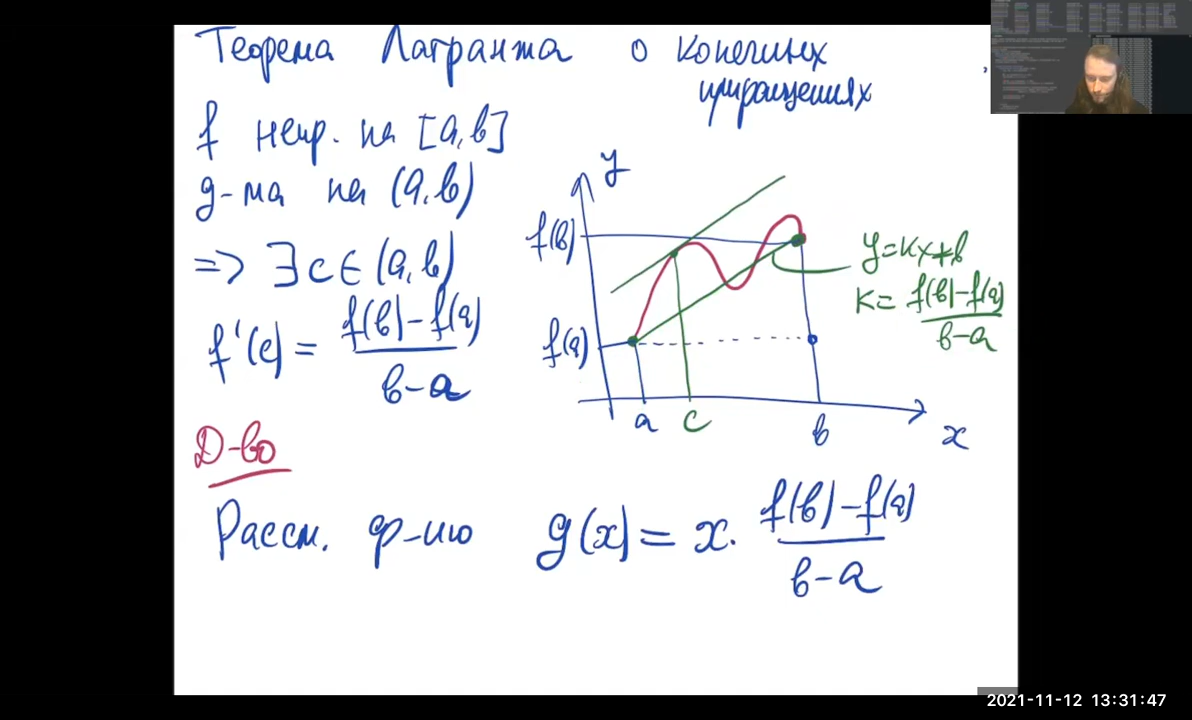 Теорема Лагранжа о конечных
приращениях
f непр. на [a,b]
g-ма на (a,b)
=> ∃ c ∈ (a,b)
f'(c) = f(b)-f(a) / b-a
y
f(b)
f(a)
a
c
b
x
y=kx+b
k= f(b)-f(a) / b-a
Д-во
Рассм. ф-ию g(x) = x · f(b)-f(a) / b-a
2021-11-12 13:31:47